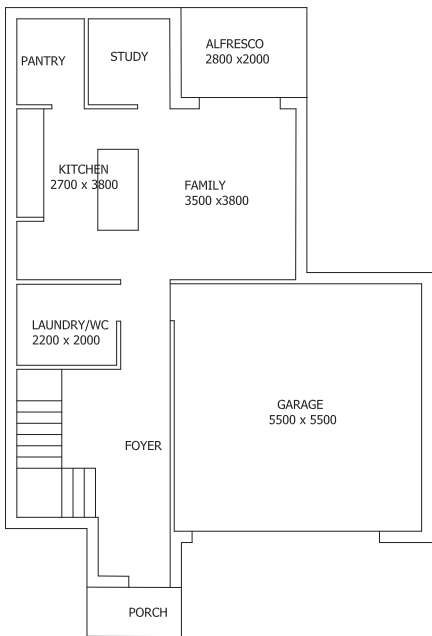 ALFRESCO
2800 x2000
PANTRY
STUDY
KITCHEN
2700 x 3800
FAMILY
3500 x3800
LAUNDRY/WC
2200 x 2000
GARAGE
5500 x 5500
FOYER
PORCH